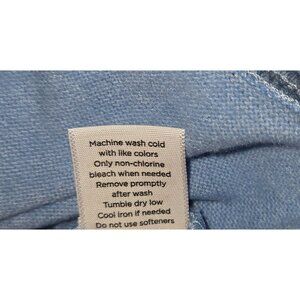 Machine wash cold
with like colors
Only non-chlorine
bleach when needed
Remove promptly
after wash
Tumble dry low
Cool iron if needed
Do not use softeners